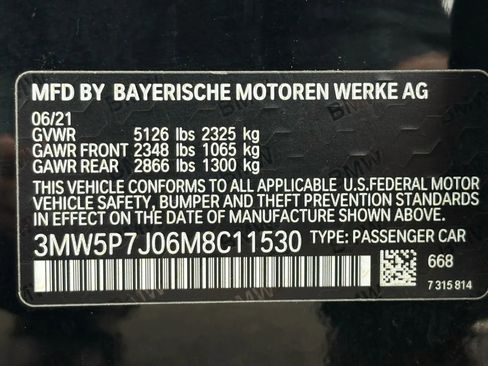 MFD BY BAYERISCHE MOTOREN WERKE AG
06/21
GVWR 5126 lbs 2325 kg
GAWR FRONT 2348 lbs 1065 kg
GAWR REAR 2866 lbs 1300 kg
THIS VEHICLE CONFORMS TO ALL APPLICABLE U.S.FEDERAL MOTOR
VEHICLE SAFETY, BUMPER AND THEFT PREVENTION STANDARDS
IN EFFECT ON THE DATE OF MANUFACTURE SHOWN ABOVE.
3MW5P7J06M8C11530 TYPE: PASSENGER CAR
668
7 315 814